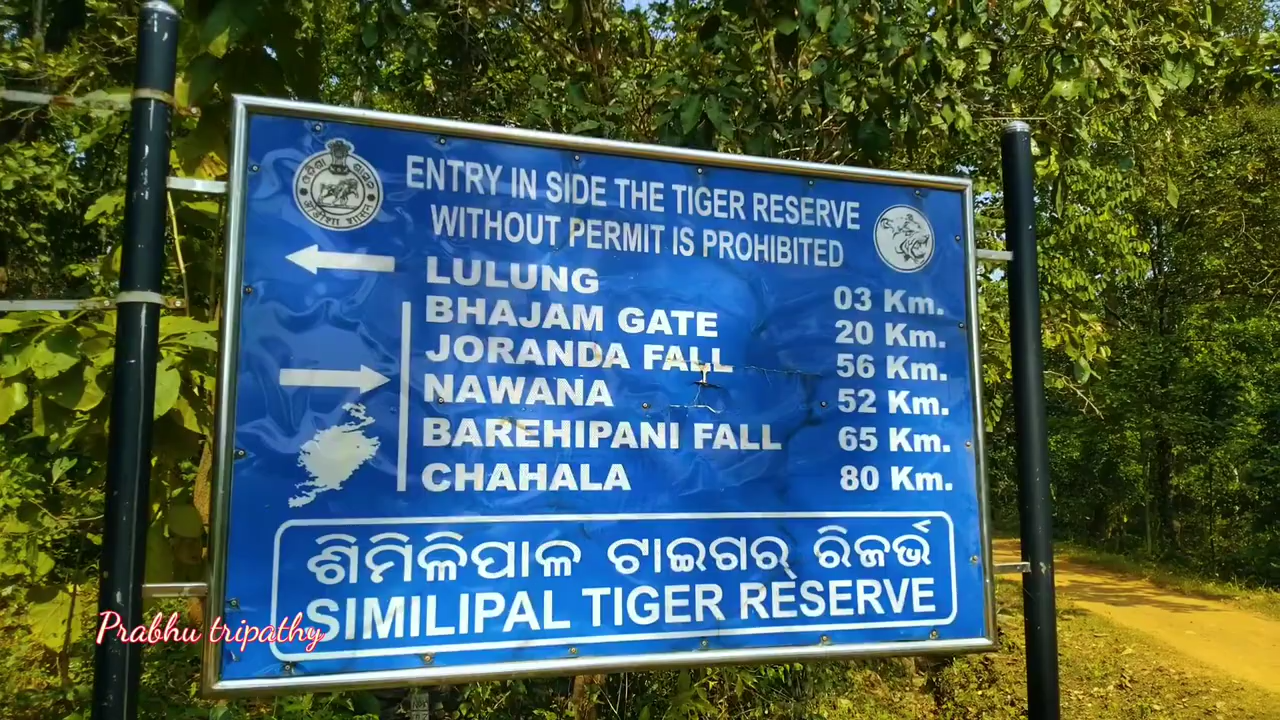 ENTRY IN SIDE THE TIGER RESERVE
WITHOUT PERMIT IS PROHIBITED
LULUNG 03 Km.
BHAJAM GATE 20 Km.
JORANDA FALL 56 Km.
NAWANA 52 Km.
BAREHIPANI FALL 65 Km.
CHAHALA 80 Km.
ଶିମିଳିପାଳ ଟାଇଗର୍ ରିଜର୍ଭ
SIMILIPAL TIGER RESERVE
Prabhu tripathy